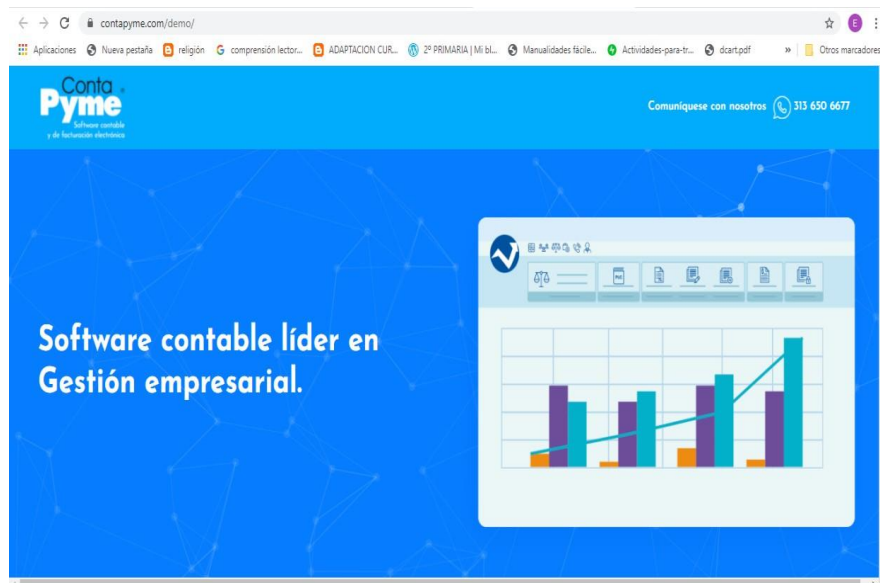 contapyme.com/demo/
E
Aplicaciones Nueva pestaña religión comprensión lector... ADAPTACION CUR... 2º PRIMARIA | Mi bl... Manualidades fácile... Actividades-para-tr... dcart.pdf » Otros marcadores
Conta
Pyme
Software contable
y de facturación electrónica
Comuníquese con nosotros 313 650 6677
Software contable líder en
Gestión empresarial.